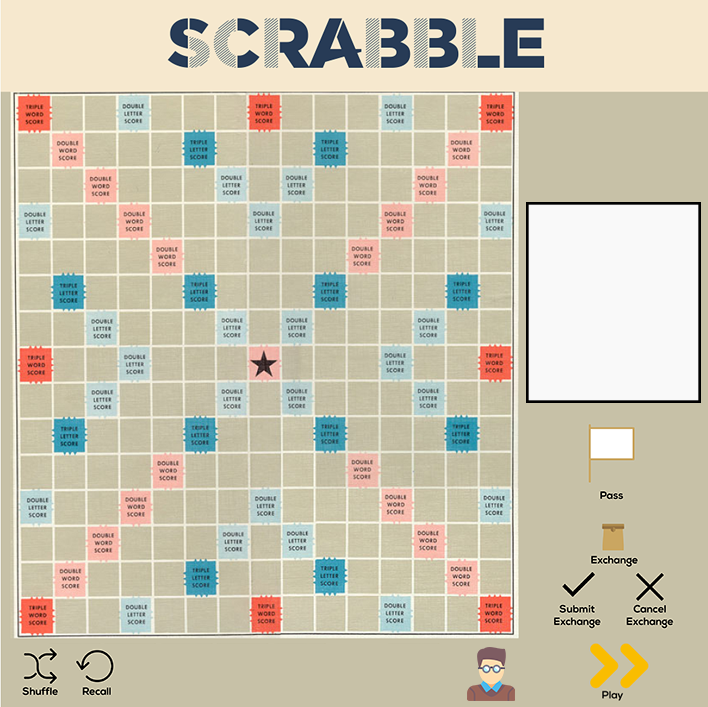 SCRABBLE
TRIPLE DOUBLE TRIPLE DOUBLE TRIPLE
WORD LETTER WORD LETTER WORD
SCORE SCORE SCORE SCORE SCORE
DOUBLE TRIPLE TRIPLE DOUBLE
WORD LETTER LETTER WORD
SCORE SCORE SCORE SCORE
DOUBLE DOUBLE DOUBLE DOUBLE
WORD LETTER LETTER WORD
SCORE SCORE SCORE SCORE
DOUBLE DOUBLE DOUBLE DOUBLE DOUBLE
LETTER WORD LETTER WORD LETTER
SCORE SCORE SCORE SCORE SCORE
DOUBLE DOUBLE
WORD WORD
SCORE SCORE
TRIPLE TRIPLE TRIPLE TRIPLE
LETTER LETTER LETTER LETTER
SCORE SCORE SCORE SCORE
DOUBLE DOUBLE DOUBLE DOUBLE
LETTER LETTER LETTER LETTER
SCORE SCORE SCORE SCORE
TRIPLE DOUBLE DOUBLE TRIPLE
WORD LETTER LETTER WORD
SCORE SCORE SCORE SCORE
DOUBLE DOUBLE DOUBLE DOUBLE
LETTER LETTER LETTER LETTER
SCORE SCORE SCORE SCORE
TRIPLE TRIPLE TRIPLE TRIPLE
LETTER LETTER LETTER LETTER
SCORE SCORE SCORE SCORE
DOUBLE DOUBLE
WORD WORD
SCORE SCORE
DOUBLE DOUBLE DOUBLE DOUBLE DOUBLE
LETTER WORD LETTER WORD LETTER
SCORE SCORE SCORE SCORE SCORE
DOUBLE DOUBLE DOUBLE DOUBLE
WORD LETTER LETTER WORD
SCORE SCORE SCORE SCORE
DOUBLE TRIPLE TRIPLE DOUBLE
WORD LETTER LETTER WORD
SCORE SCORE SCORE SCORE
TRIPLE DOUBLE TRIPLE DOUBLE TRIPLE
WORD LETTER WORD LETTER WORD
SCORE SCORE SCORE SCORE SCORE
Pass
Exchange
Submit
Exchange
Cancel
Exchange
Shuffle
Recall
Play